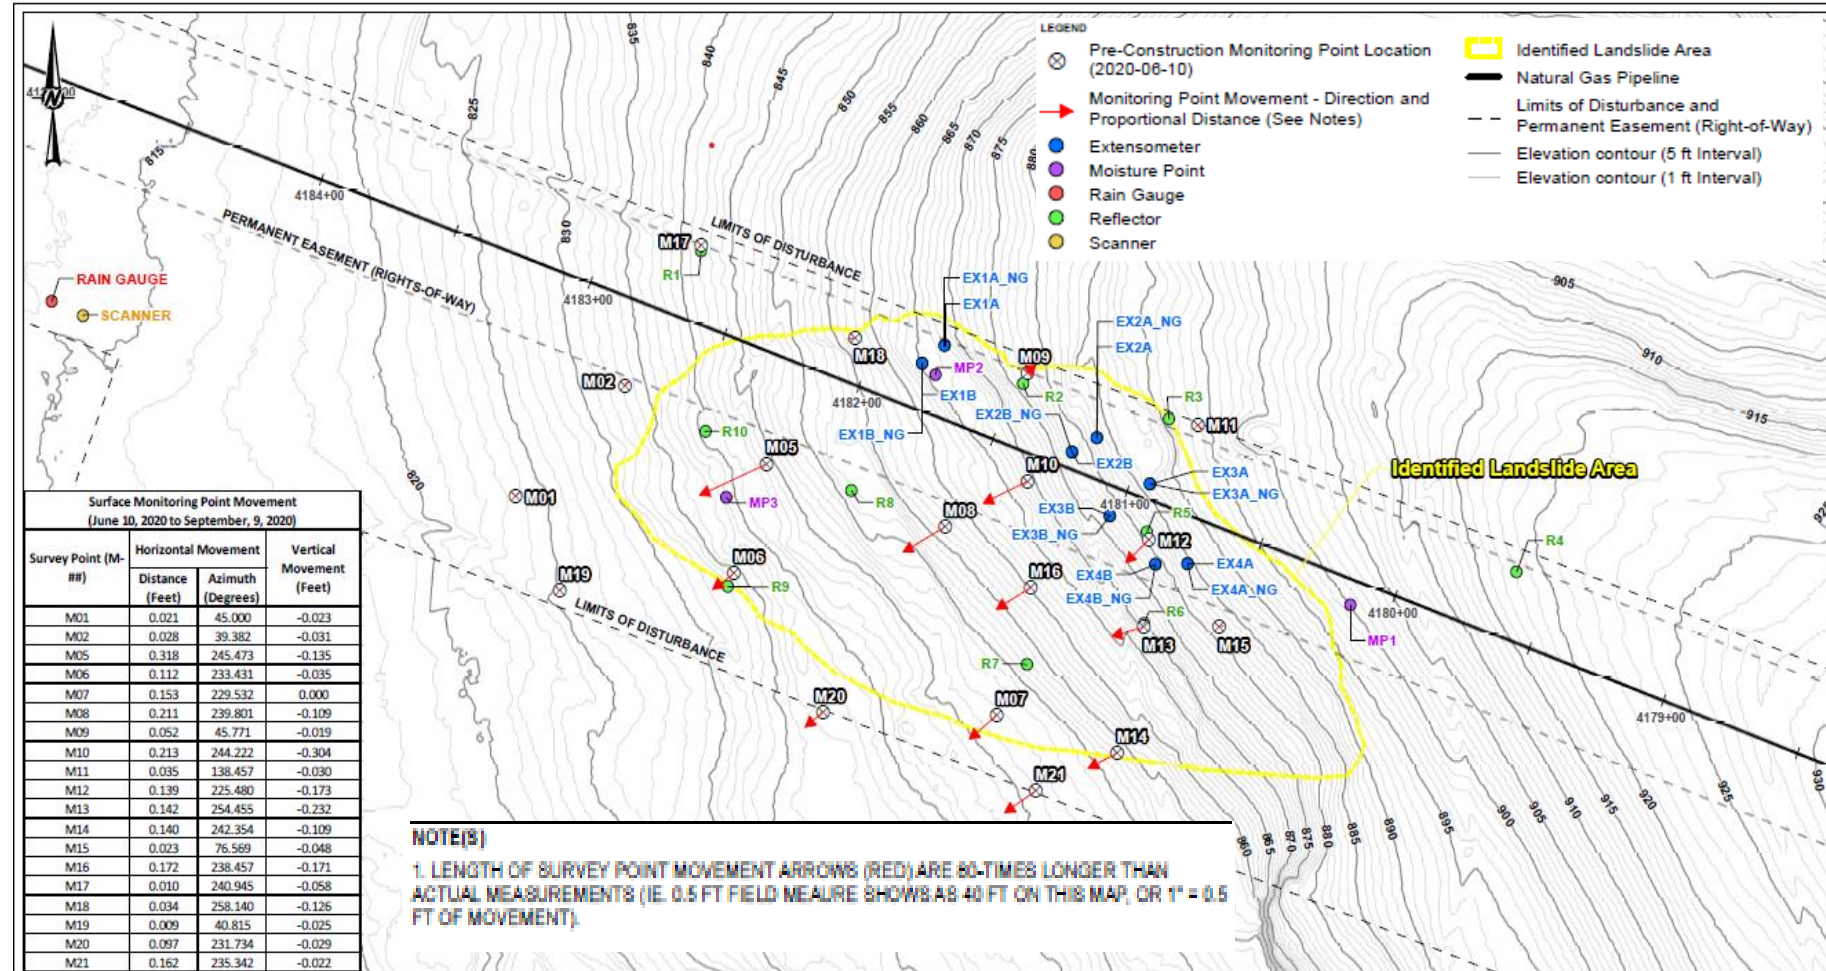 LEGEND
Pre-Construction Monitoring Point Location
(2020-06-10)
Monitoring Point Movement - Direction and
Proportional Distance (See Notes)
Extensometer
Moisture Point
Rain Gauge
Reflector
Scanner
Identified Landslide Area
Natural Gas Pipeline
Limits of Disturbance and
Permanent Easement (Right-of-Way)
Elevation contour (5 ft Interval)
Elevation contour (1 ft Interval)
N
815
825
835
840
845
850
855
860
865
870
875
880
4184+00
PERMANENT EASEMENT (RIGHTS-OF-WAY)
830
LIMITS OF DISTURBANCE
M17
R1
4183+00
RAIN GAUGE
SCANNER
EX1A_NG
EX1A
EX2A_NG
EX2A
905
910
915
M18
M09
MP2
R2
R3
M02
4182+00
EX1B
EX2B_NG
EX1B_NG
M11
R10
M05
M10
EX2B
EX3A
EX3A_NG
Identified Landslide Area
820
M01
MP3
R8
M08
EX3B
4181+00
R5
EX3B_NG
M12
R4
M06
M19
R9
M16
EX4B
EX4A
EX4B_NG
EX4A_NG
4180+00
LIMITS OF DISTURBANCE
R6
M13
M15
MP1
R7
M20
M07
4179+00
M14
M21
860
865
870
875
880
885
890
895
900
905
910
915
920
925
930
Surface Monitoring Point Movement
(June 10, 2020 to September, 9, 2020)
Survey Point (M-##) Horizontal Movement Vertical Movement (Feet)
Distance (Feet) Azimuth (Degrees)
M01 0.021 45.000 -0.023
M02 0.028 39.382 -0.031
M05 0.318 245.473 -0.135
M06 0.112 233.431 -0.035
M07 0.153 229.532 0.000
M08 0.211 239.801 -0.109
M09 0.052 45.771 -0.019
M10 0.213 244.222 -0.304
M11 0.035 138.457 -0.030
M12 0.139 225.480 -0.173
M13 0.142 254.455 -0.232
M14 0.140 242.354 -0.109
M15 0.023 76.569 -0.048
M16 0.172 238.457 -0.171
M17 0.010 240.945 -0.058
M18 0.034 258.140 -0.126
M19 0.009 40.815 -0.025
M20 0.097 231.734 -0.029
M21 0.162 235.342 -0.022
NOTE(S)
1. LENGTH OF SURVEY POINT MOVEMENT ARROWS (RED) ARE 80-TIMES LONGER THAN
ACTUAL MEASUREMENTS (IE. 0.5 FT FIELD MEAURE SHOWS AS 40 FT ON THIS MAP, OR 1" = 0.5
FT OF MOVEMENT).